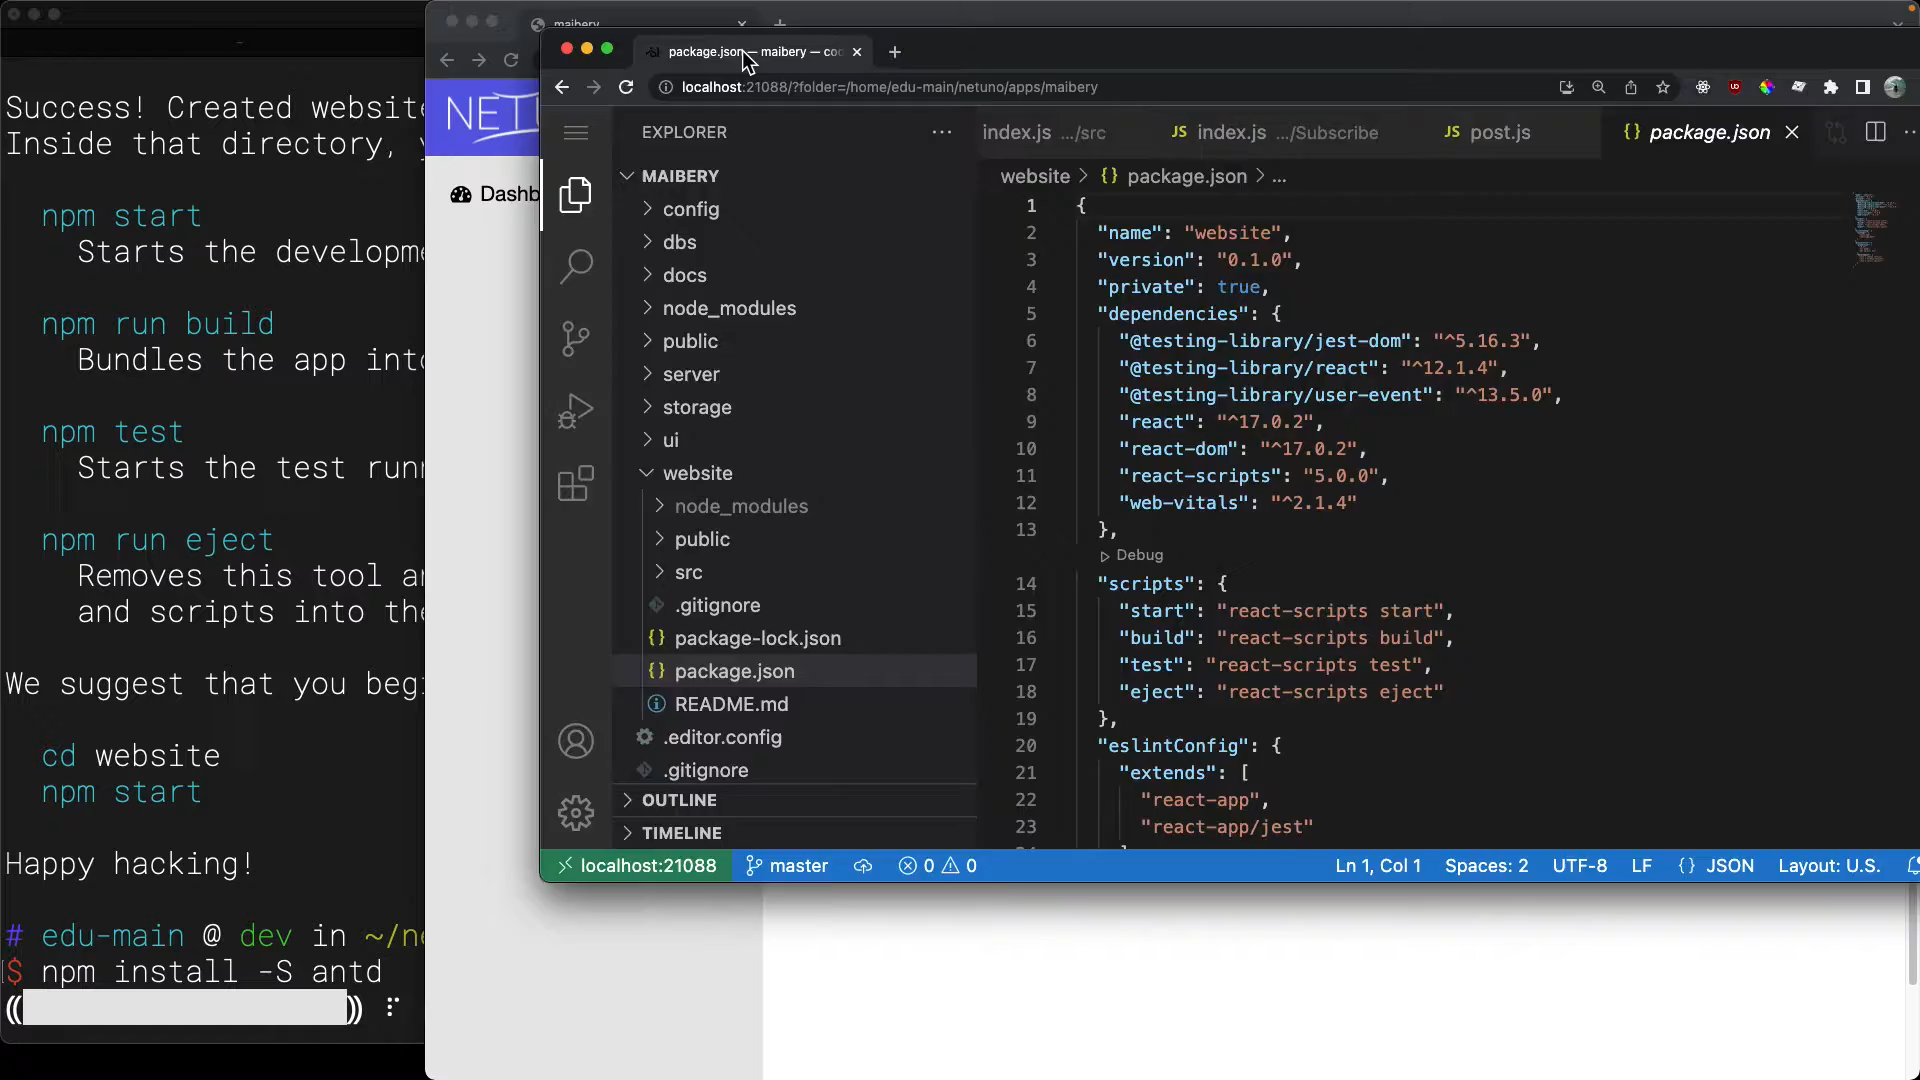 Success! Created website
Inside that directory,
npm start
Starts the developme
npm run build
Bundles the app into
npm test
Starts the test runn
npm run eject
Removes this tool a
and scripts into the
We suggest that you beg
cd website
npm start
Happy hacking!
# edu-main @ dev in ~/ne
$ npm install -S antd
maibery
NETU
Dashb
package.json — maibery — co
localhost:21088/?folder=/home/edu-main/netuno/apps/maibery
EXPLORER
MAIBERY
config
dbs
docs
node_modules
public
server
storage
ui
website
node_modules
public
src
.gitignore
package-lock.json
package.json
README.md
.editor.config
.gitignore
OUTLINE
TIMELINE
index.js .../src
JS index.js .../Subscribe
JS post.js
{} package.json
website > {} package.json > ...
1 {
2 "name": "website",
3 "version": "0.1.0",
4 "private": true,
5 "dependencies": {
6 "@testing-library/jest-dom": "^5.16.3",
7 "@testing-library/react": "^12.1.4",
8 "@testing-library/user-event": "^13.5.0",
9 "react": "^17.0.2",
10 "react-dom": "^17.0.2",
11 "react-scripts": "5.0.0",
12 "web-vitals": "^2.1.4"
13 },
Debug
14 "scripts": {
15 "start": "react-scripts start",
16 "build": "react-scripts build",
17 "test": "react-scripts test",
18 "eject": "react-scripts eject"
19 },
20 "eslintConfig": {
21 "extends": [
22 "react-app",
23 "react-app/jest"
localhost:21088
master
0 0
Ln 1, Col 1
Spaces: 2
UTF-8
LF
{} JSON
Layout: U.S.